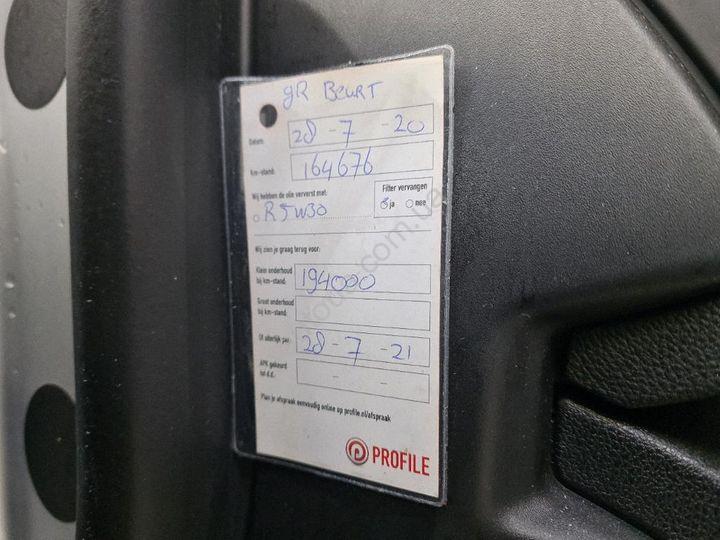 gR Beurt
Datum: 28-7-20
Km-stand: 164676
Wij hebben de olie ververst met: Filter vervangen
R5W30 ja nee
Wij zien je graag terug voor:
Klein onderhoud
bij km-stand: 194000
Groot onderhoud
bij km-stand:
Of uiterlijk per: 28-7-21
APK gekeurd
tot d.d.: - -
Plan je afspraak eenvoudig online op profile.nl/afspraak
PROFILE